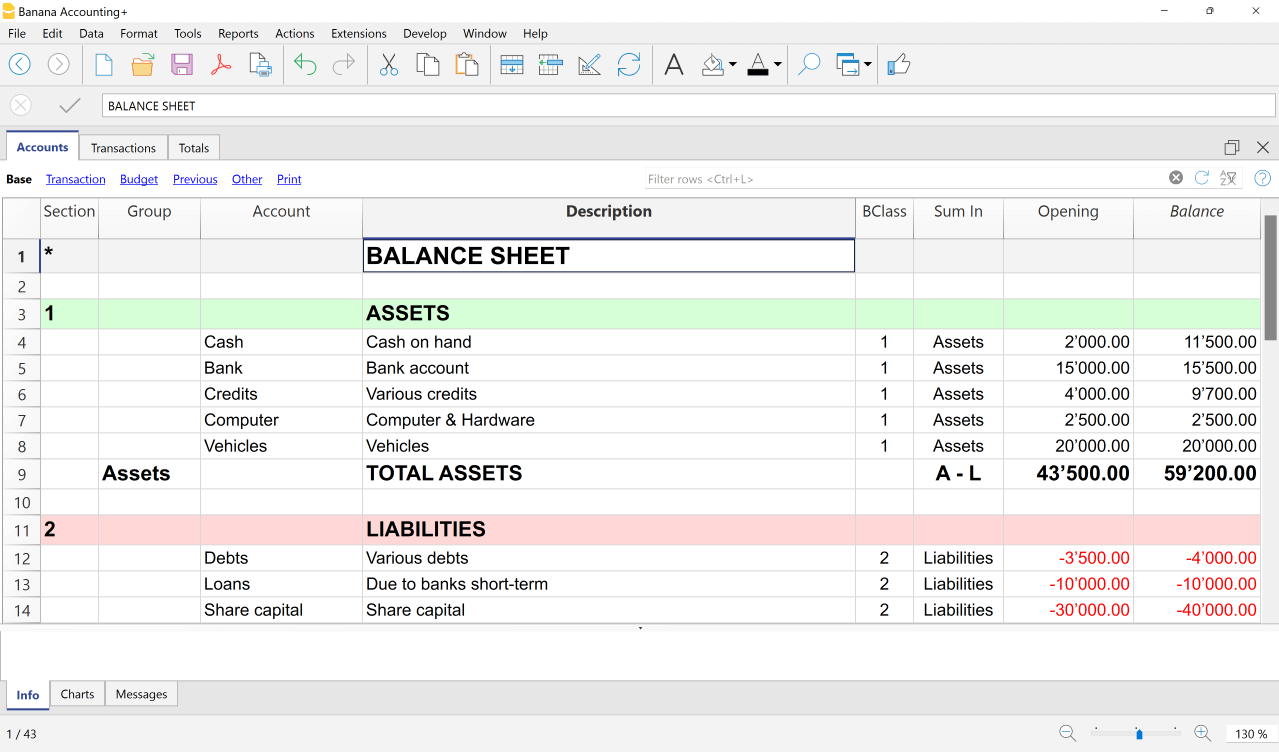 Banana Accounting+
File Edit Data Format Tools Reports Actions Extensions Develop Window Help
BALANCE SHEET
Accounts Transactions Totals
Base Transaction Budget Previous Other Print Filter rows <Ctrl+L>
Section Group Account Description BClass Sum In Opening Balance
1 * BALANCE SHEET
2
3 1 ASSETS
4 Cash Cash on hand 1 Assets 2’000.00 11’500.00
5 Bank Bank account 1 Assets 15’000.00 15’500.00
6 Credits Various credits 1 Assets 4’000.00 9’700.00
7 Computer Computer & Hardware 1 Assets 2’500.00 2’500.00
8 Vehicles Vehicles 1 Assets 20’000.00 20’000.00
9 Assets TOTAL ASSETS A - L 43’500.00 59’200.00
10
11 2 LIABILITIES
12 Debts Various debts 2 Liabilities -3’500.00 -4’000.00
13 Loans Due to banks short-term 2 Liabilities -10’000.00 -10’000.00
14 Share capital Share capital 2 Liabilities -30’000.00 -40’000.00
Info Charts Messages
1 / 43 130 %